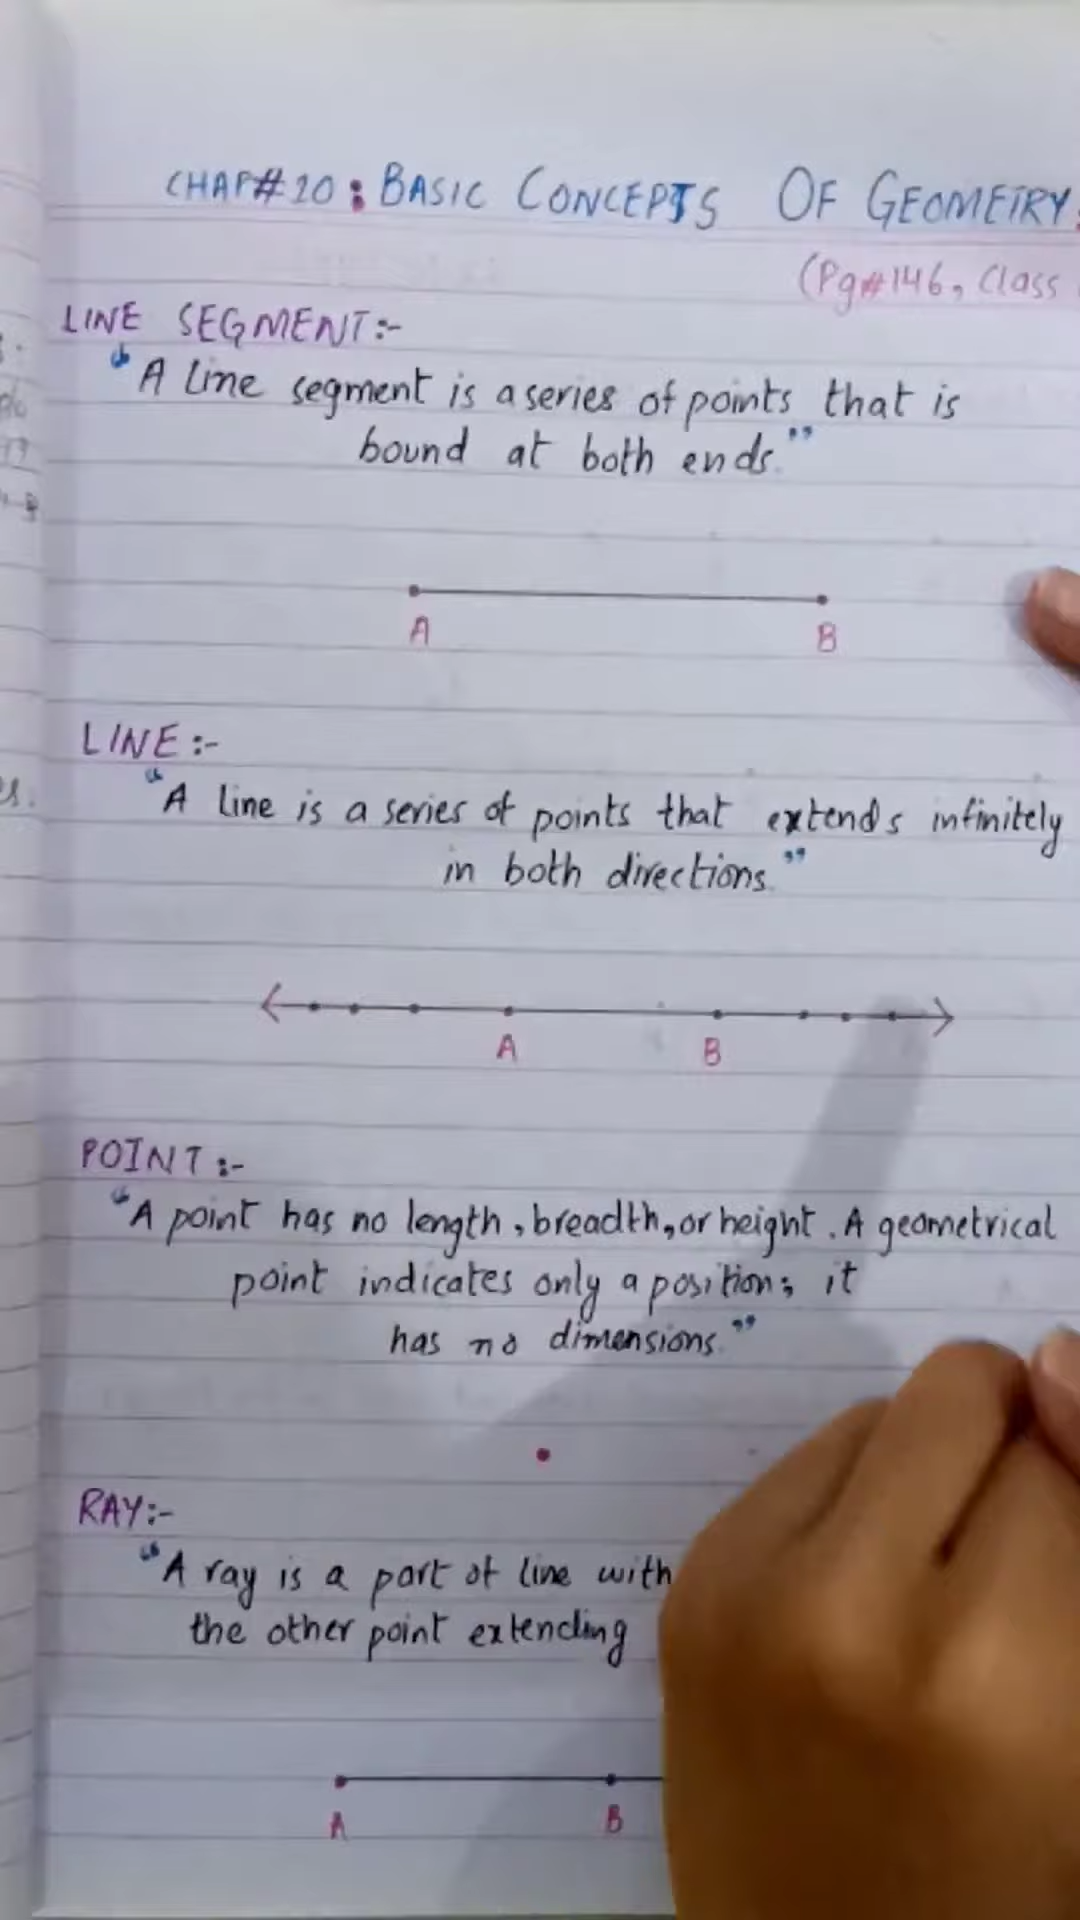 CHAP#20: BASIC CONCEPTS OF GEOMETRY:
(Pg#146, Class
LINE SEGMENT:-
"A line segment is a series of points that is
bound at both ends."
A B
LINE:-
"A line is a series of points that extends infinitely
in both directions."
A B
POINT:-
"A point has no length, breadth, or height. A geometrical
point indicates only a position; it
has no dimensions."
RAY:-
"A ray is a part of line with
the other point extending
A B